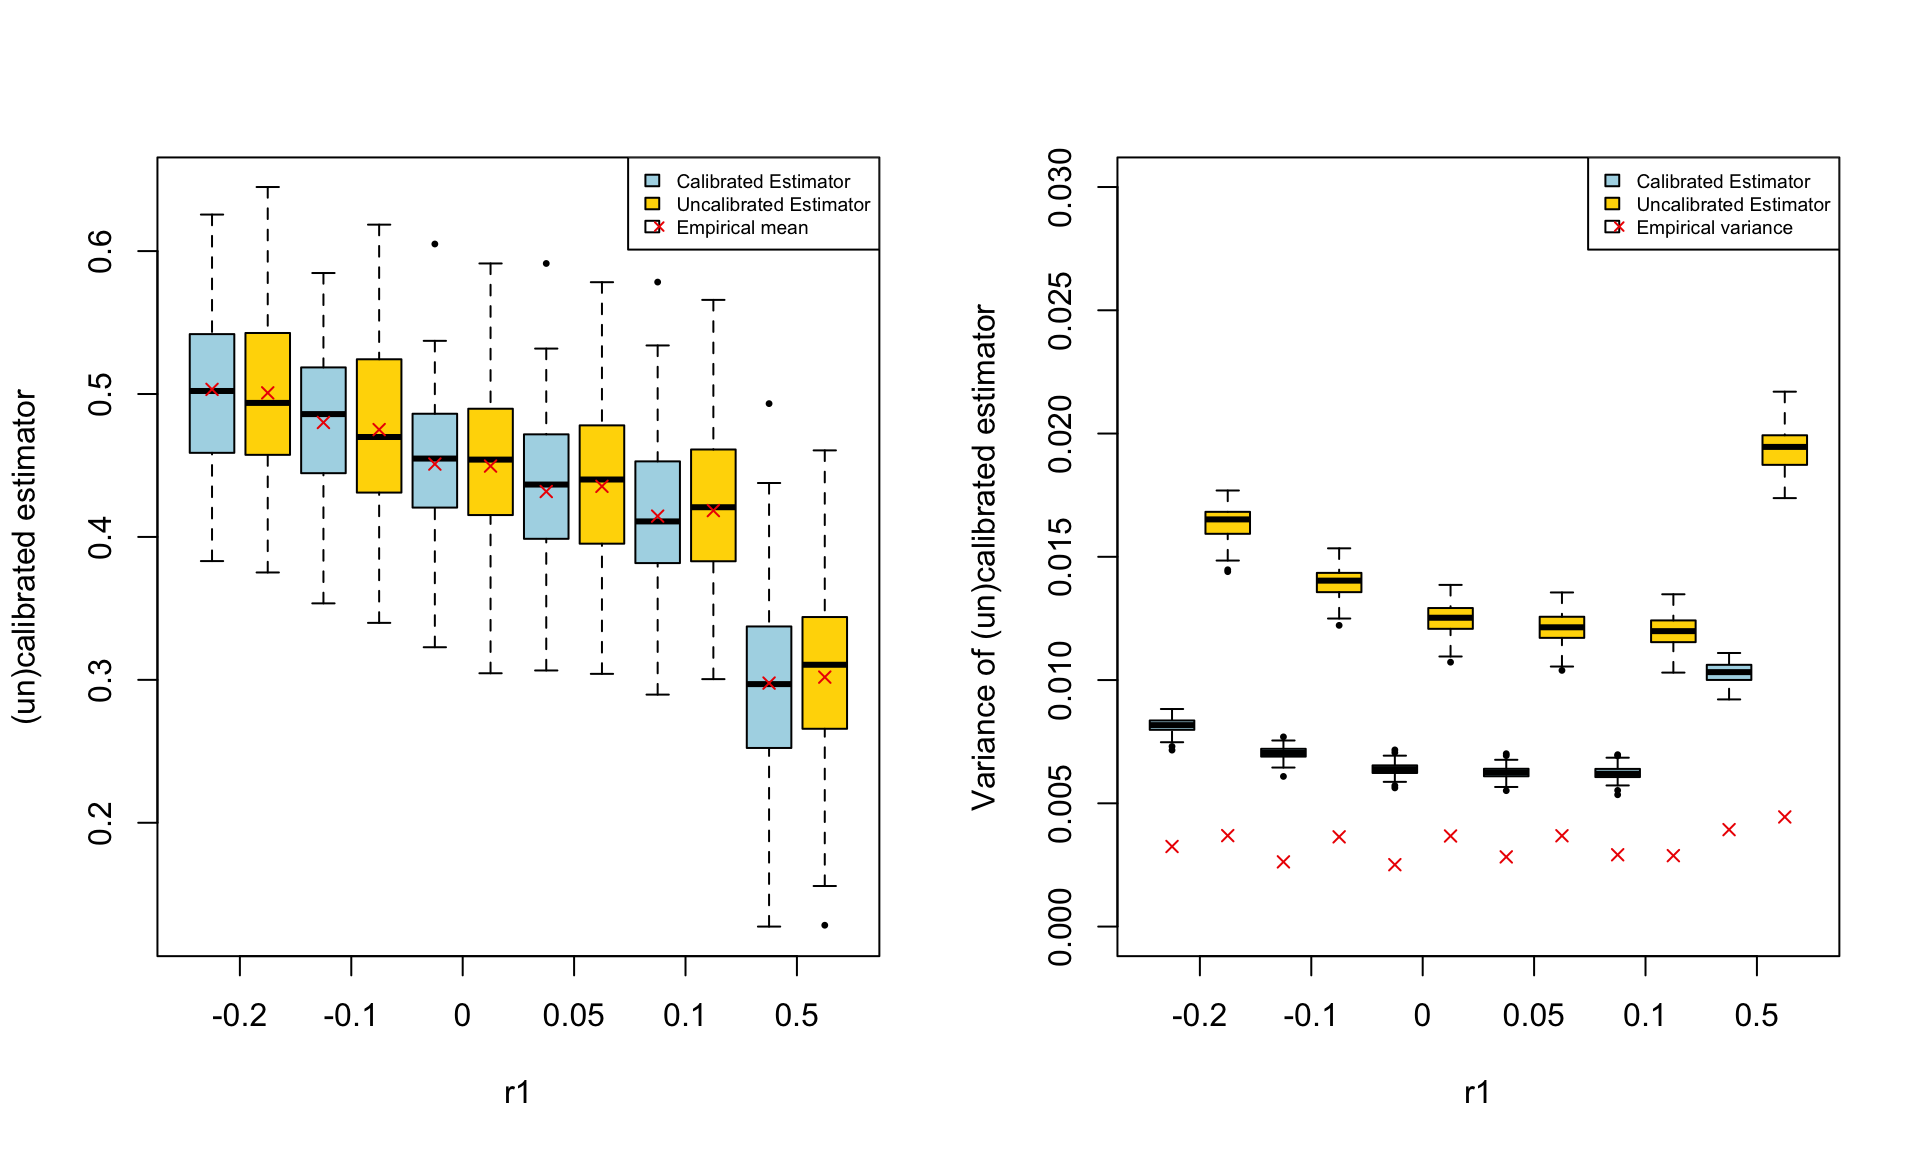 (un)calibrated estimator
0.6
0.5
0.4
0.3
0.2
Calibrated Estimator
Uncalibrated Estimator
Empirical mean
-0.2 -0.1 0 0.05 0.1 0.5
r1
Variance of (un)calibrated estimator
0.030
0.025
0.020
0.015
0.010
0.005
0.000
Calibrated Estimator
Uncalibrated Estimator
Empirical variance
-0.2 -0.1 0 0.05 0.1 0.5
r1